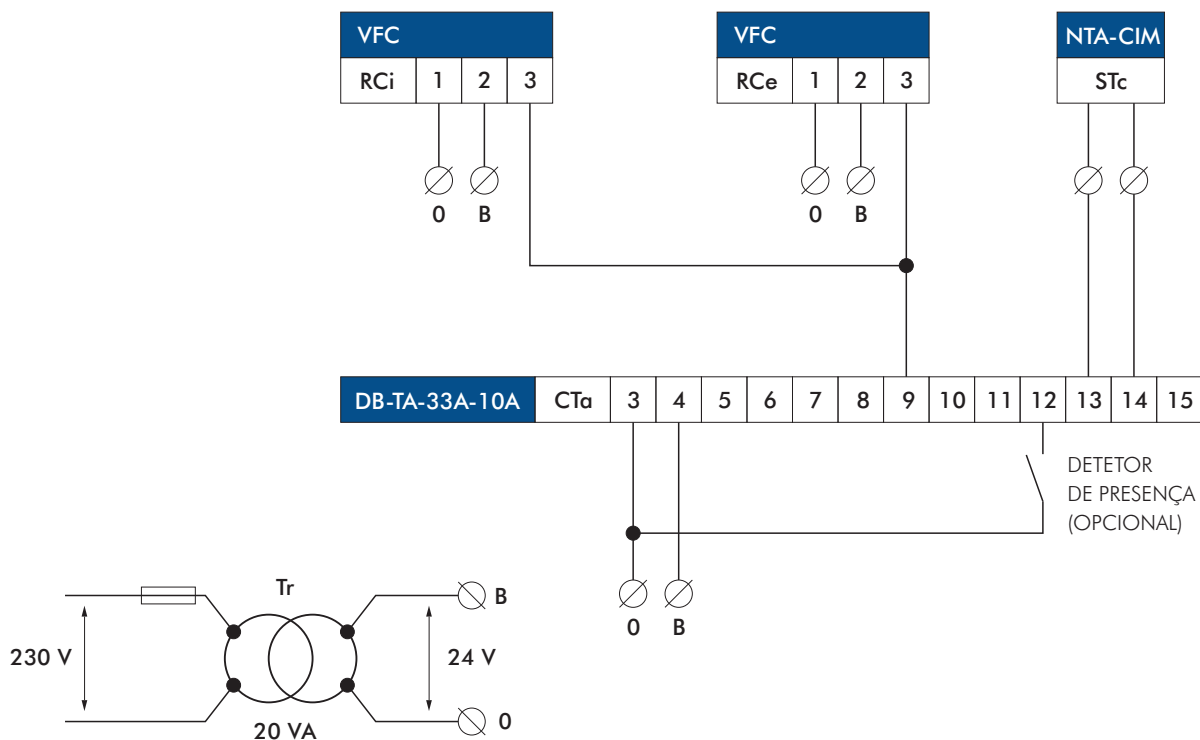 VFC VFC NTA-CIM
RCi 1 2 3 RCe 1 2 3 STc
0 B 0 B
DB-TA-33A-10A CTa 3 4 5 6 7 8 9 10 11 12 13 14 15
DETETOR
DE PRESENÇA
(OPCIONAL)
Tr B 0 B
230 V 24 V
20 VA 0